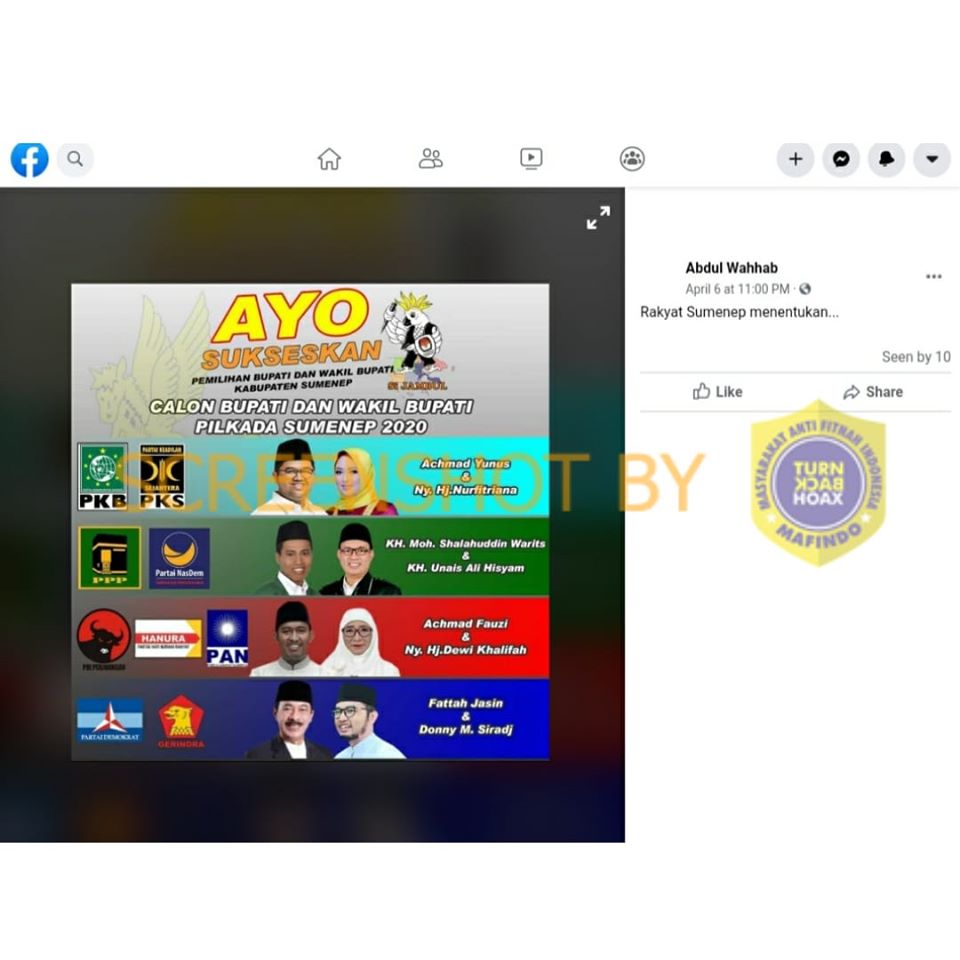 Abdul Wahhab
April 6 at 11:00 PM ·
Rakyat Sumenep menentukan...
Seen by 10
Like Share
AYO
SUKSESKAN
PEMILIHAN BUPATI DAN WAKIL BUPATI
KABUPATEN SUMENEP
Si JAMBUL
CALON BUPATI DAN WAKIL BUPATI
PILKADA SUMENEP 2020
PKB
PARTAI KEADILAN
SEJAHTERA
PKS
Achmad Yunus
&
Ny. Hj.Nurfitriana
PPP
Partai NasDem
KH. Moh. Shalahuddin Warits
&
KH. Unais Ali Hisyam
PDI PERJUANGAN
HANURA
PAN
Achmad Fauzi
&
Ny. Hj.Dewi Khalifah
PARTAI DEMOKRAT
GERINDRA
Fattah Jasin
&
Donny M. Siradj
SCREENSHOT BY
MASYARAKAT ANTI FITNAH INDONESIA
TURN
BACK
HOAX
MAFINDO